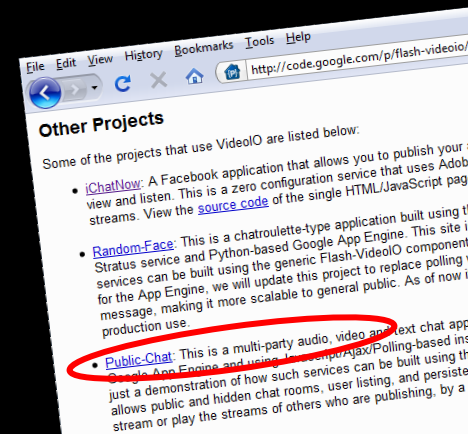 File Edit View History Bookmarks Tools Help
http://code.google.com/p/flash-videoio/
Other Projects
Some of the projects that use VideoIO are listed below:
iChatNow: A Facebook application that allows you to publish your
view and listen. This is a zero configuration service that uses Adob
streams. View the source code of the single HTML/JavaScript pag
Random-Face: This is a chatroulette-type application built using th
Stratus service and Python-based Google App Engine. This site i
services can be built using the generic Flash-VideoIO component
for the App Engine, we will update this project to replace polling
message, making it more scalable to general public. As of now i
production use.
Public-Chat: This is a multi-party audio, video and text chat app
Google App Engine and using Javascript/Ajax/Polling-based ins
just a demonstration of how such services can be built using th
allows public and hidden chat rooms, user listing, and persiste
stream or play the streams of others who are publishing, by a